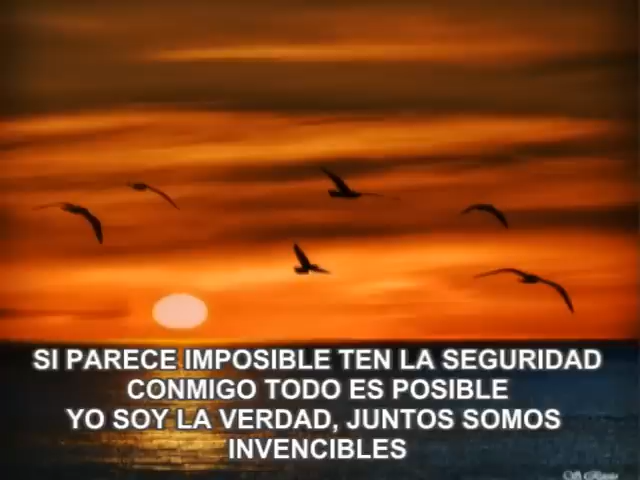 SI PARECE IMPOSIBLE TEN LA SEGURIDAD
CONMIGO TODO ES POSIBLE
YO SOY LA VERDAD, JUNTOS SOMOS
INVENCIBLES